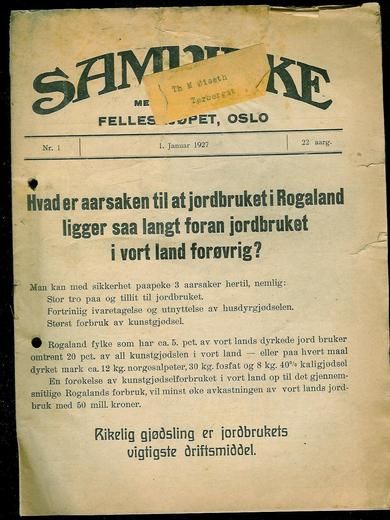 SAMVIRKE
Th M Øiseth
FELLESKJØPET, OSLO
Nr. 1
1. Januar 1927
22 aarg.
Hvad er aarsaken til at jordbruket i Rogaland
ligger saa langt foran jordbruket
i vort land forøvrig?
Man kan med sikkerhet paapeke 3 aarsaker hertil, nemlig:
Stor tro paa og tillit til jordbruket.
Fortrinlig ivaretagelse og utnyttelse av husdyrgjødselen.
Størst forbruk av kunstgjødsel.
Rogaland fylke som har ca. 5. pct. av vort lands dyrkede jord bruker
omtrent 20 pct. av all kunstgjødslen i vort land — eller paa hvert maal
dyrket mark ca. 12 kg. norgesalpeter, 30 kg. fosfat og 8 kg. 40% kaligjødsel
En forøkelse av kunstgjødselforbruket i vort land op til det gjennem-
snitlige Rogalands forbruk, vil minst øke avkastningen av vort lands jord-
bruk med 50 mill. kroner.
Rikelig gjødsling er jordbrukets
vigtigste driftsmiddel.